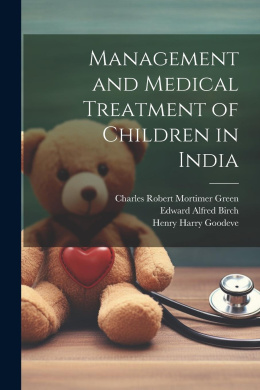 Management
and Medical
Treatment of
Children in
India
Charles Robert Mortimer Green
Edward Alfred Birch
Henry Harry Goodeve